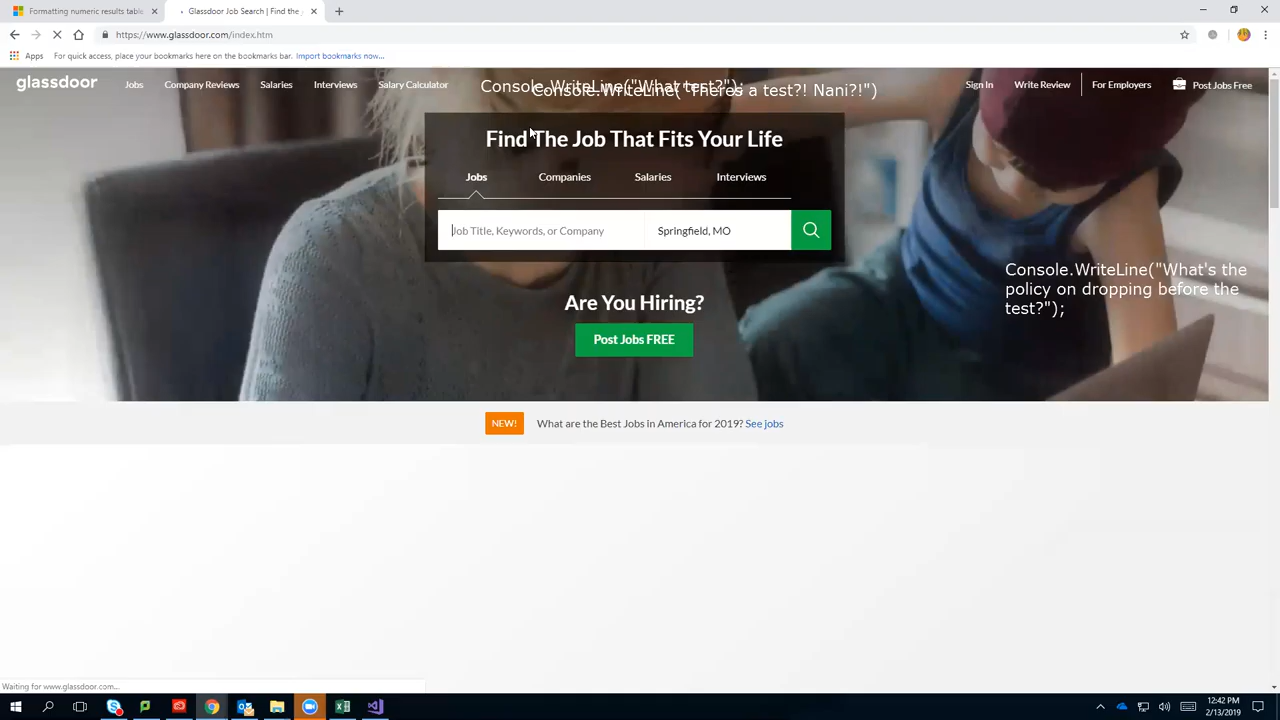 Formatting numeric results table
Glassdoor Job Search | Find the
https://www.glassdoor.com/index.htm
Apps
For quick access, place your bookmarks here on the bookmarks bar. Import bookmarks now...
glassdoor
Jobs
Company Reviews
Salaries
Interviews
Salary Calculator
Console.WriteLine("What test?");
Console.WriteLine("Theres a test?! Nani?!")
Sign In
Write Review
For Employers
Post Jobs Free
Find The Job That Fits Your Life
Jobs
Companies
Salaries
Interviews
Job Title, Keywords, or Company
Springfield, MO
Console.WriteLine("What's the
policy on dropping before the
test?");
Are You Hiring?
Post Jobs FREE
NEW!
What are the Best Jobs in America for 2019? See jobs
Waiting for www.glassdoor.com...
12:42 PM
2/13/2019